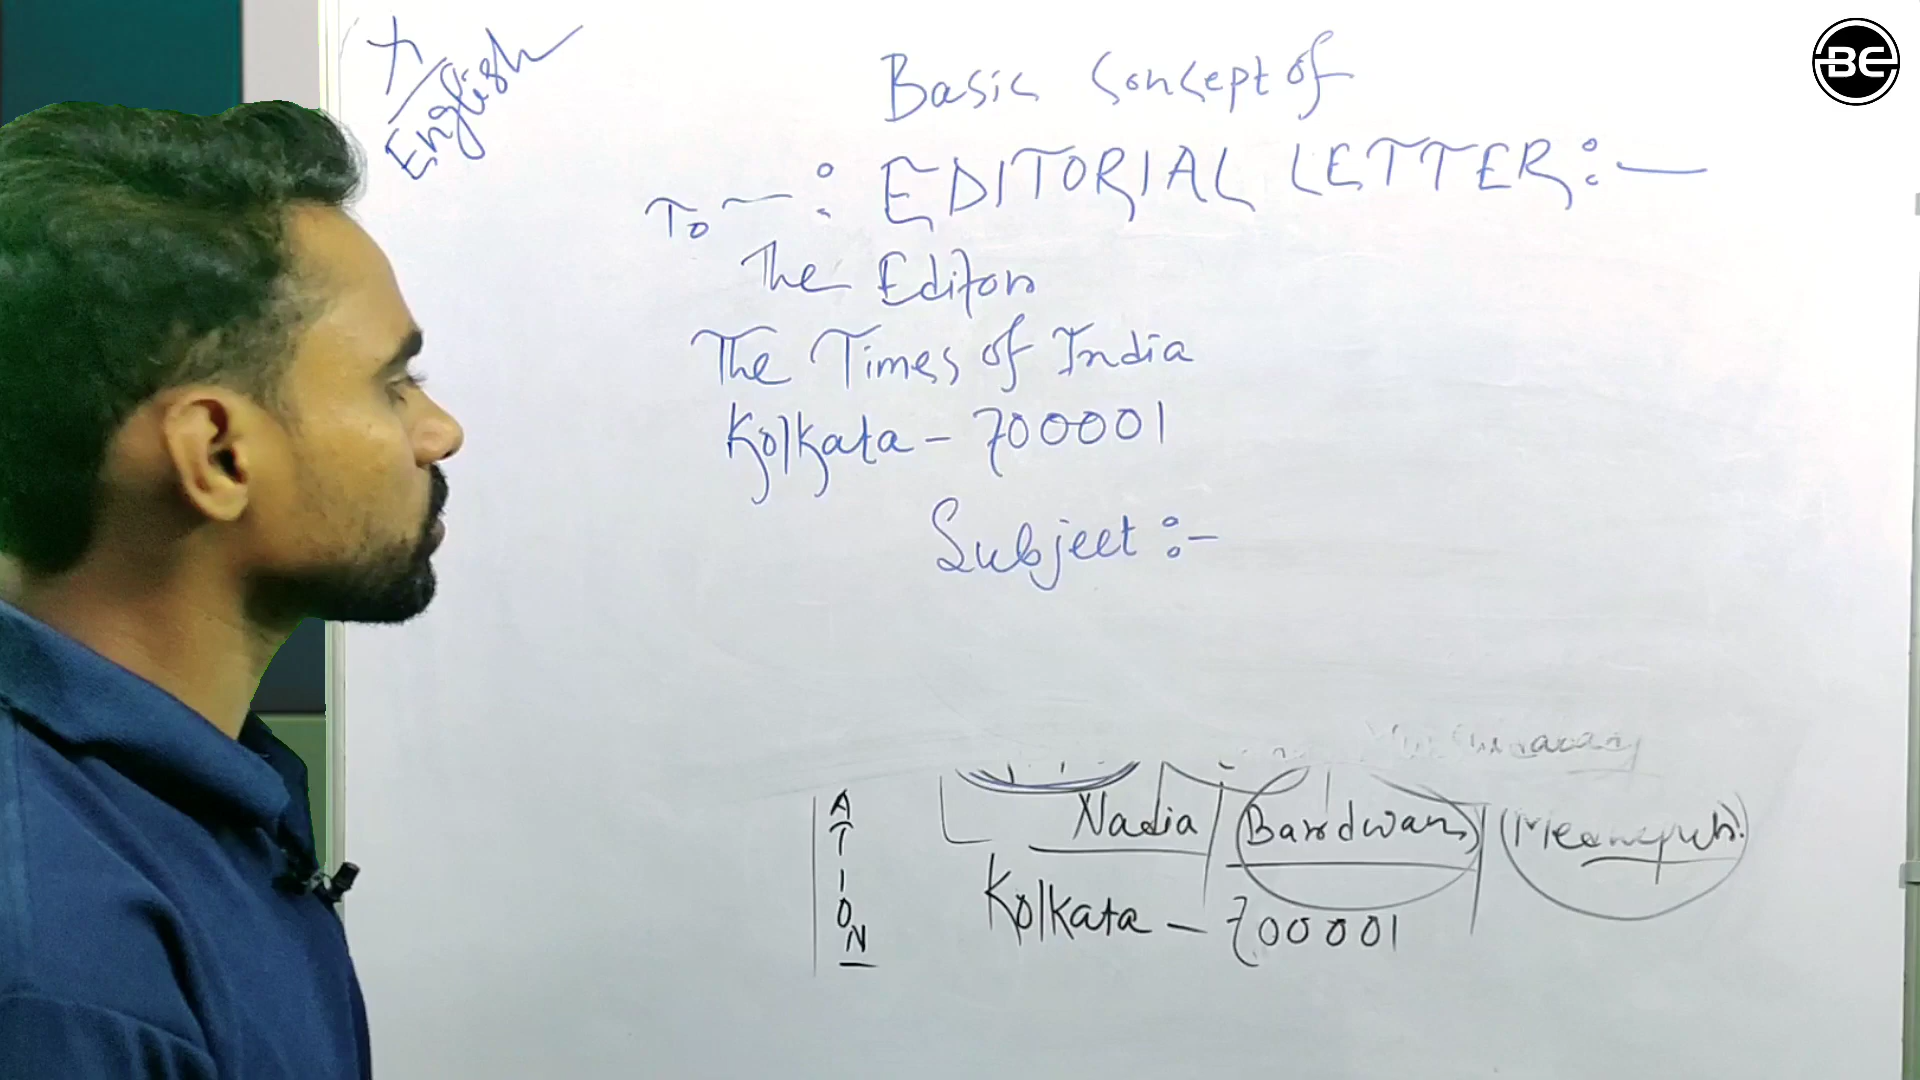 English
BE
Basic Concept of
—: EDITORIAL LETTER :—
To
The Editor
The Times of India
Kolkata - 700001
Subject :-
ATION
Nadia
Bardwan
Kolkata - 700001